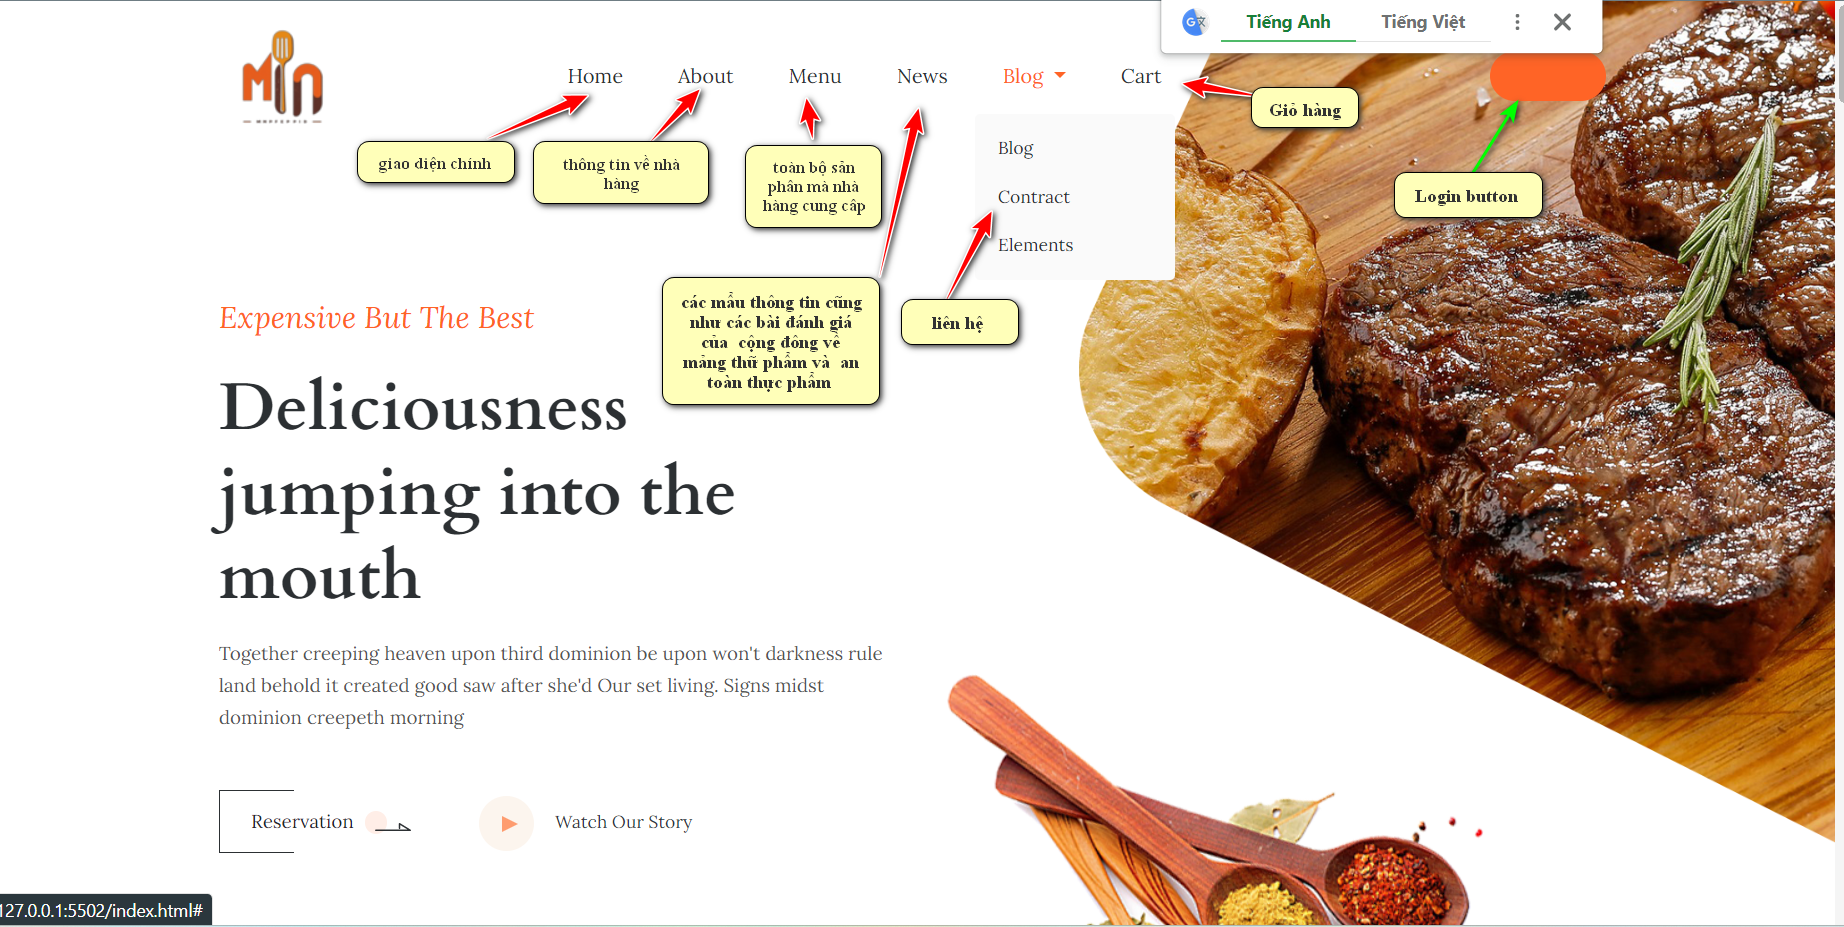 Tiếng Anh
Tiếng Việt
MIN
Home
About
Menu
News
Blog
Cart
giao diện chính
thông tin về nhà
hàng
toàn bộ sản
phân mà nhà
hàng cung cấp
Giỏ hàng
Login button
Blog
Contract
Elements
các mẩu thông tin cũng
như các bài đánh giá
của cộng đông về
mảng thữ phẩm và an
toàn thực phẩm
liên hệ
Expensive But The Best
Deliciousness
jumping into the
mouth
Together creeping heaven upon third dominion be upon won't darkness rule
land behold it created good saw after she'd Our set living. Signs midst
dominion creepeth morning
Reservation
Watch Our Story
127.0.0.1:5502/index.html#